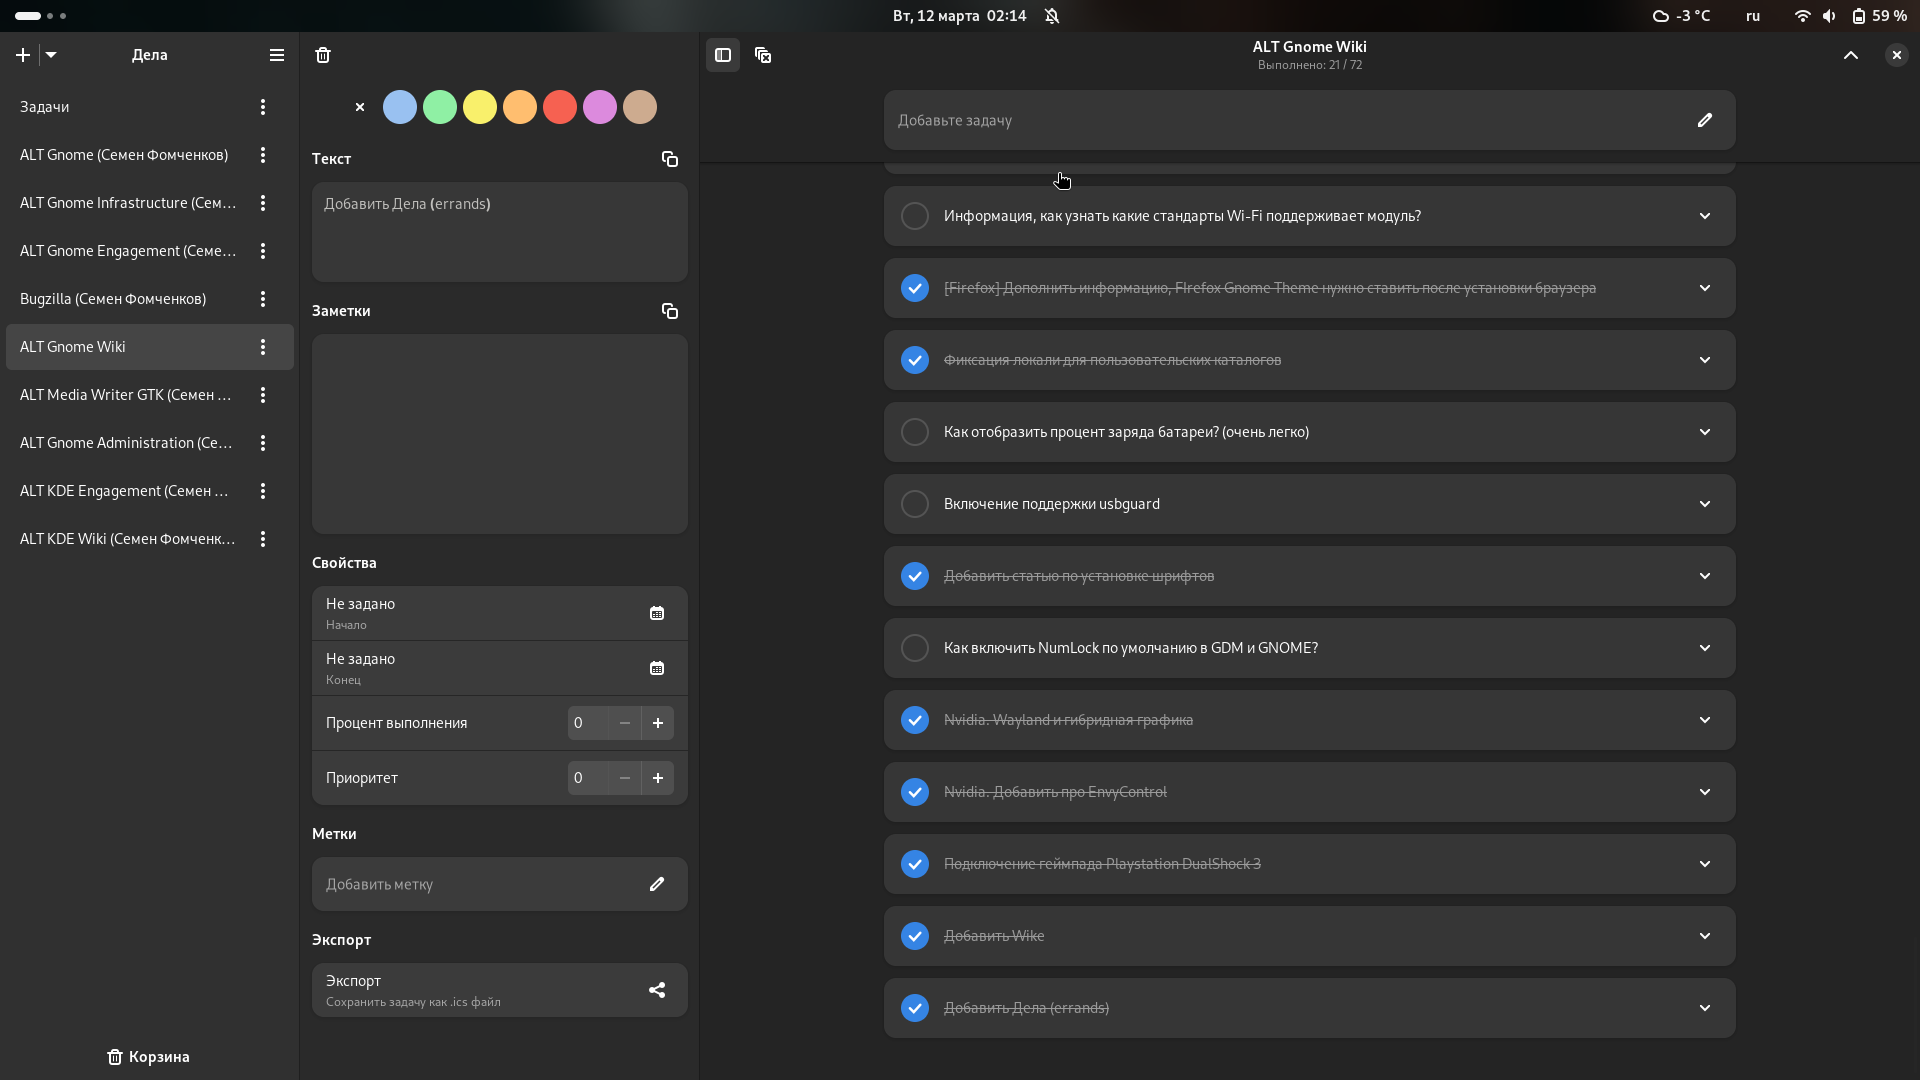 Вт, 12 марта 02:14
-3 °C
ru
59 %
Дела
Задачи
ALT Gnome (Семен Фомченков)
ALT Gnome Infrastructure (Сем…
ALT Gnome Engagement (Семе…
Bugzilla (Семен Фомченков)
ALT Gnome Wiki
ALT Media Writer GTK (Семен …
ALT Gnome Administration (Се…
ALT KDE Engagement (Семен …
ALT KDE Wiki (Семен Фомченк…
Корзина
Текст
Добавить Дела (errands)
Заметки
Свойства
Не задано
Начало
Не задано
Конец
Процент выполнения
0
Приоритет
0
Метки
Добавить метку
Экспорт
Экспорт
Сохранить задачу как .ics файл
ALT Gnome Wiki
Выполнено: 21 / 72
Добавьте задачу
Информация, как узнать какие стандарты Wi-Fi поддерживает модуль?
[Firefox] Дополнить информацию, FIrefox Gnome Theme нужно ставить после установки браузера
Фиксация локали для пользовательских каталогов
Как отобразить процент заряда батареи? (очень легко)
Включение поддержки usbguard
Добавить статью по установке шрифтов
Как включить NumLock по умолчанию в GDM и GNOME?
Nvidia. Wayland и гибридная графика
Nvidia. Добавить про EnvyControl
Подключение геймпада Playstation DualShock 3
Добавить Wike
Добавить Дела (errands)